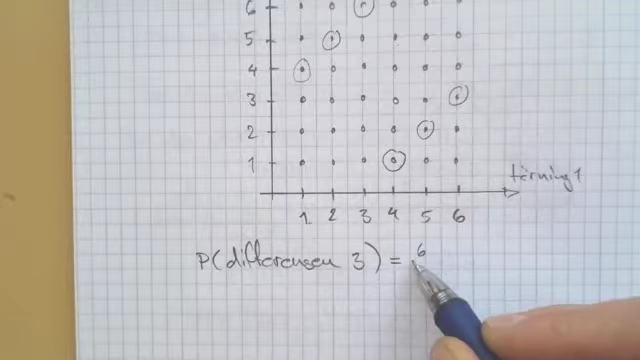 6
5
4
3
2
1
tärning 1
1 2 3 4 5 6
P(differensen 3) = 6